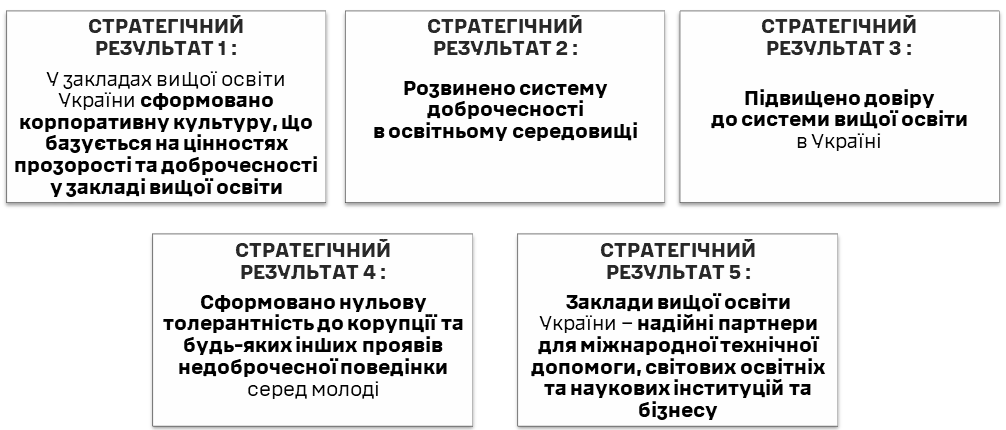 СТРАТЕГІЧНИЙ
РЕЗУЛЬТАТ 1 :
У закладах вищої освіти
України сформовано
корпоративну культуру, що
базується на цінностях
прозорості та доброчесності
у закладі вищої освіти
СТРАТЕГІЧНИЙ
РЕЗУЛЬТАТ 2 :
Розвинено систему
доброчесності
в освітньому середовищі
СТРАТЕГІЧНИЙ
РЕЗУЛЬТАТ 3 :
Підвищено довіру
до системи вищої освіти
в Україні
СТРАТЕГІЧНИЙ
РЕЗУЛЬТАТ 4 :
Сформовано нульову
толерантність до корупції та
будь-яких інших проявів
недоброчесної поведінки
серед молоді
СТРАТЕГІЧНИЙ
РЕЗУЛЬТАТ 5 :
Заклади вищої освіти
України – надійні партнери
для міжнародної технічної
допомоги, світових освітніх
та наукових інституцій та
бізнесу